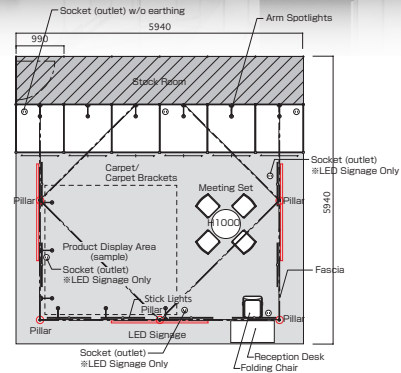 Socket (outlet) w/o earthing
5940
Arm Spotlights
990
Stock Room
Socket (outlet)
※LED Signage Only
Carpet/
Carpet Brackets
Meeting Set
Pillar
Pillar
5940
H1000
Product Display Area
(sample)
Socket (outlet)
※LED Signage Only
Fascia
Stick Lights
Pillar
Pillar
Pillar
LED Signage
Socket (outlet)
※LED Signage Only
Reception Desk
Folding Chair